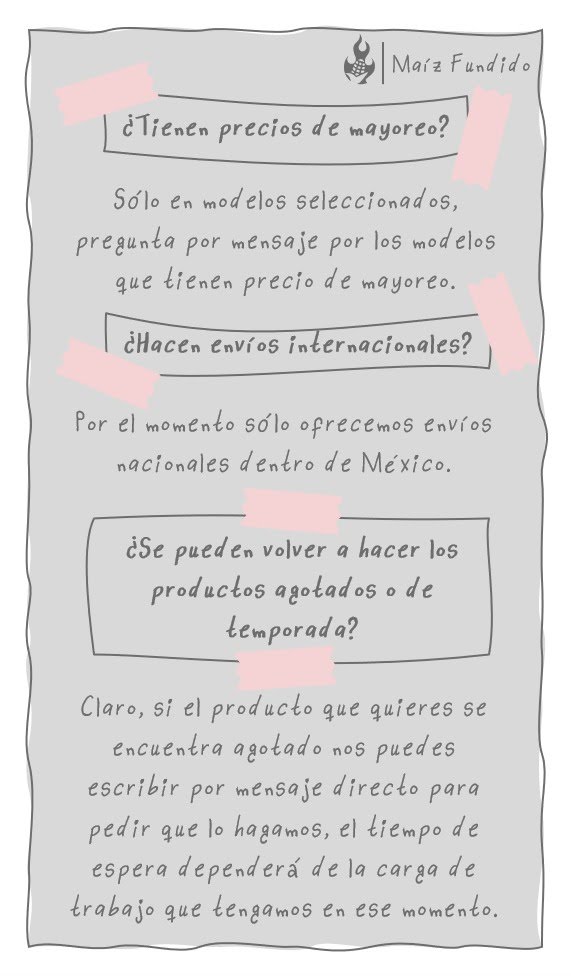 Maíz Fundido
¿Tienen precios de mayoreo?
Sólo en modelos seleccionados,
pregunta por mensaje por los modelos
que tienen precio de mayoreo.
¿Hacen envíos internacionales?
Por el momento sólo ofrecemos envíos
nacionales dentro de México.
¿Se pueden volver a hacer los
productos agotados o de
temporada?
Claro, si el producto que quieres se
encuentra agotado nos puedes
escribir por mensaje directo para
pedir que lo hagamos, el tiempo de
espera dependerá de la carga de
trabajo que tengamos en ese momento.